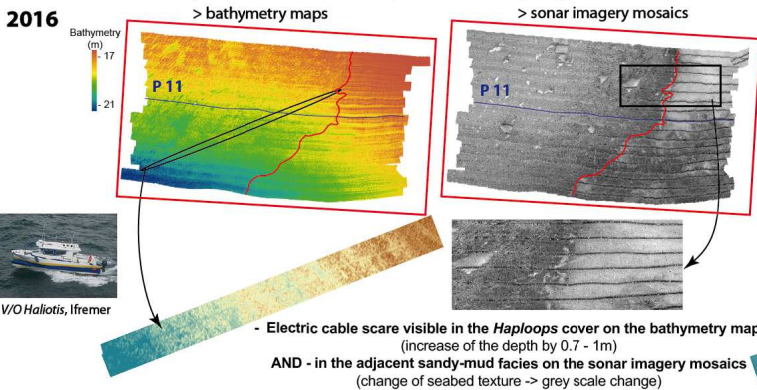 2016
> bathymetry maps
> sonar imagery mosaics
Bathymetry
(m)
- 17
- 21
P 11
P 11
V/O Haliotis, Ifremer
- Electric cable scare visible in the Haploops cover on the bathymetry map
(increase of the depth by 0.7 - 1m)
AND - in the adjacent sandy-mud facies on the sonar imagery mosaics
(change of seabed texture -> grey scale change)